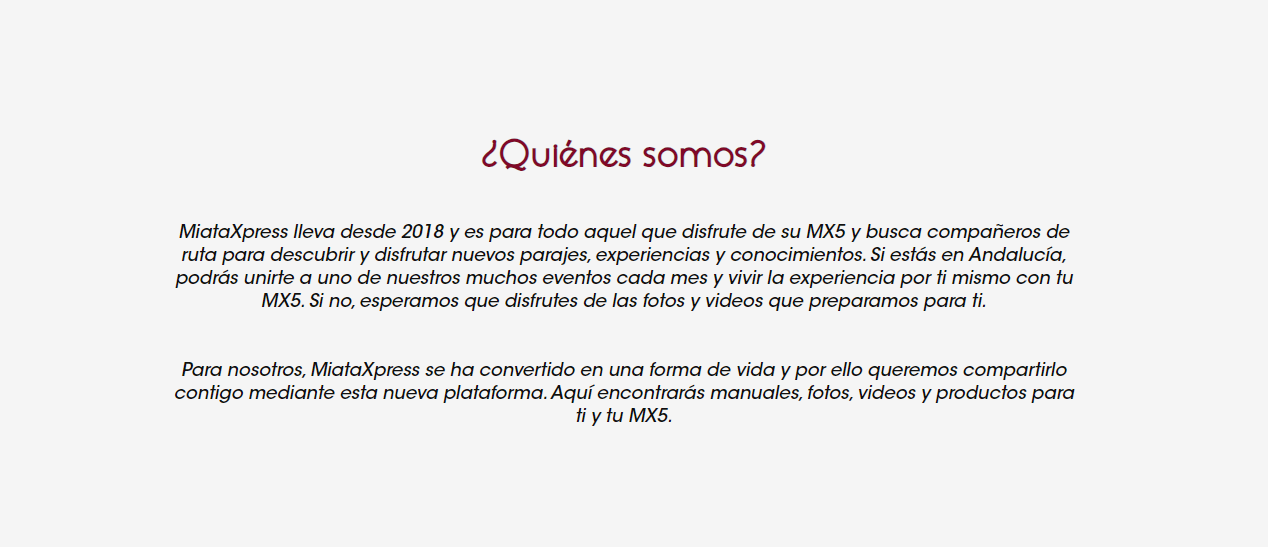 ¿Quiénes somos?
MiataXpress lleva desde 2018 y es para todo aquel que disfrute de su MX5 y busca compañeros de
ruta para descubrir y disfrutar nuevos parajes, experiencias y conocimientos. Si estás en Andalucía,
podrás unirte a uno de nuestros muchos eventos cada mes y vivir la experiencia por ti mismo con tu
MX5. Si no, esperamos que disfrutes de las fotos y videos que preparamos para ti.
Para nosotros, MiataXpress se ha convertido en una forma de vida y por ello queremos compartirlo
contigo mediante esta nueva plataforma. Aquí encontrarás manuales, fotos, videos y productos para
ti y tu MX5.